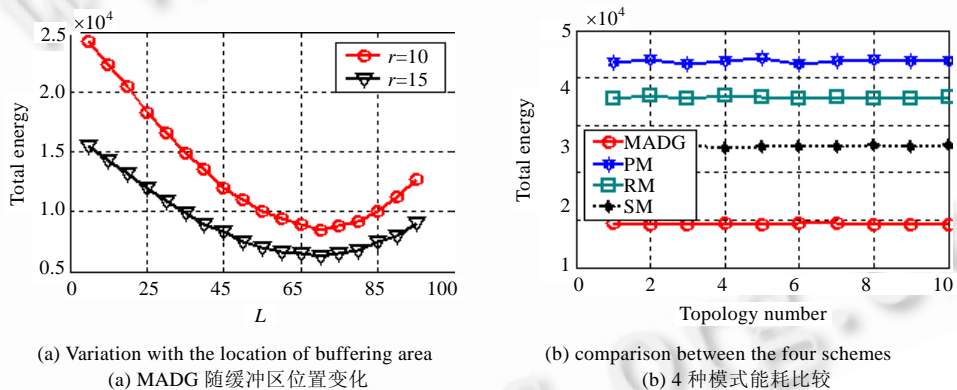 ×10⁴
2.5
2.0
1.5
1.0
0.5
Total energy
r=10
r=15
0 25 45 65 85 100
L
(a) Variation with the location of buffering area
(a) MADG 随缓冲区位置变化
×10⁴
5
4
3
2
1
Total energy
MADG
PM
RM
SM
0 2 4 6 8 10
Topology number
(b) comparison between the four schemes
(b) 4 种模式能耗比较